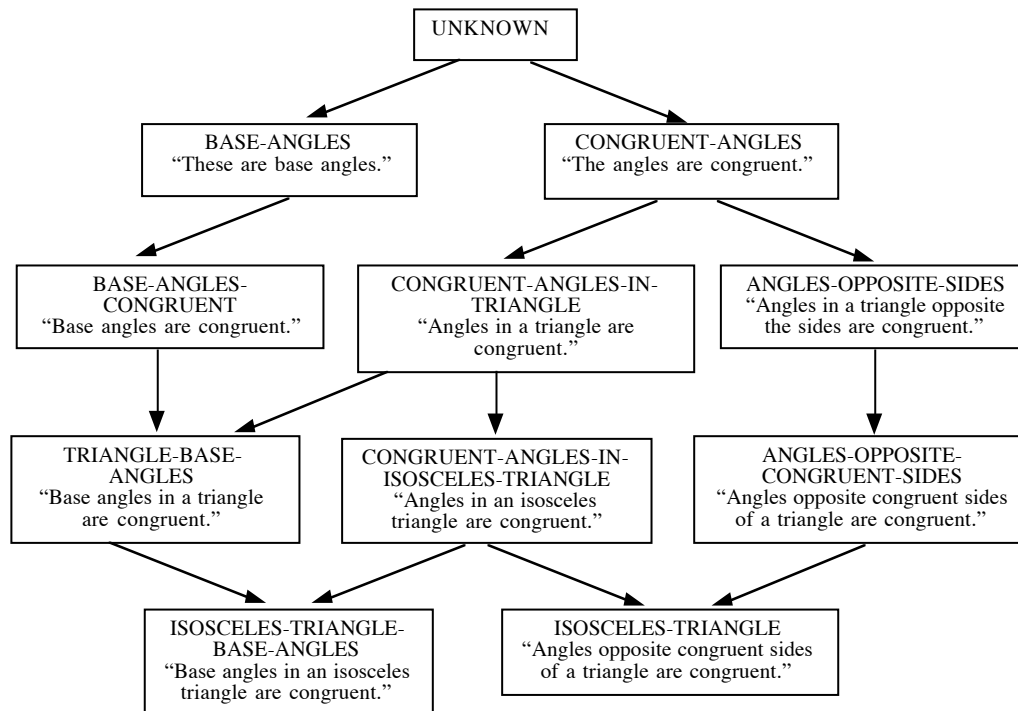 UNKNOWN
BASE-ANGLES
“These are base angles.”
CONGRUENT-ANGLES
“The angles are congruent.”
BASE-ANGLES-
CONGRUENT
“Base angles are congruent.”
CONGRUENT-ANGLES-IN-
TRIANGLE
“Angles in a triangle are
congruent.”
ANGLES-OPPOSITE-SIDES
“Angles in a triangle opposite
the sides are congruent.”
TRIANGLE-BASE-
ANGLES
“Base angles in a triangle
are congruent.”
CONGRUENT-ANGLES-IN-
ISOSCELES-TRIANGLE
“Angles in an isosceles
triangle are congruent.”
ANGLES-OPPOSITE-
CONGRUENT-SIDES
“Angles opposite congruent sides
of a triangle are congruent.”
ISOSCELES-TRIANGLE-
BASE-ANGLES
“Base angles in an isosceles
triangle are congruent.”
ISOSCELES-TRIANGLE
“Angles opposite congruent sides
of a triangle are congruent.”